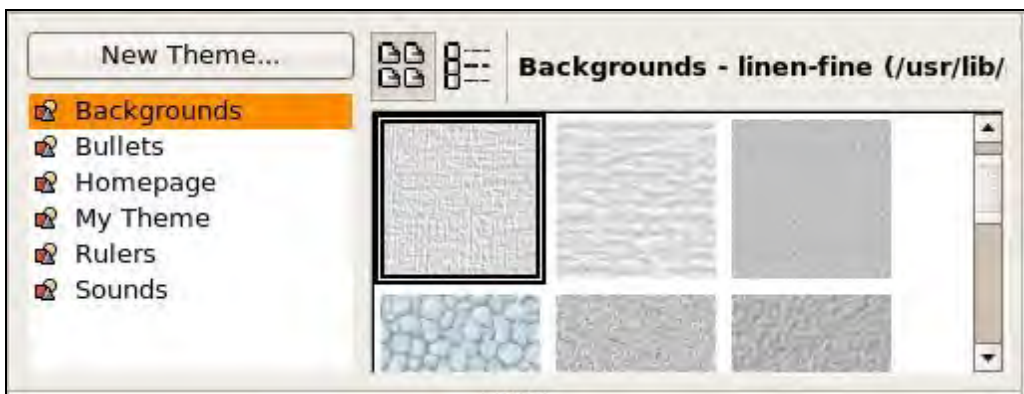 New Theme...
Backgrounds - linen-fine (/usr/lib/
Backgrounds
Bullets
Homepage
My Theme
Rulers
Sounds